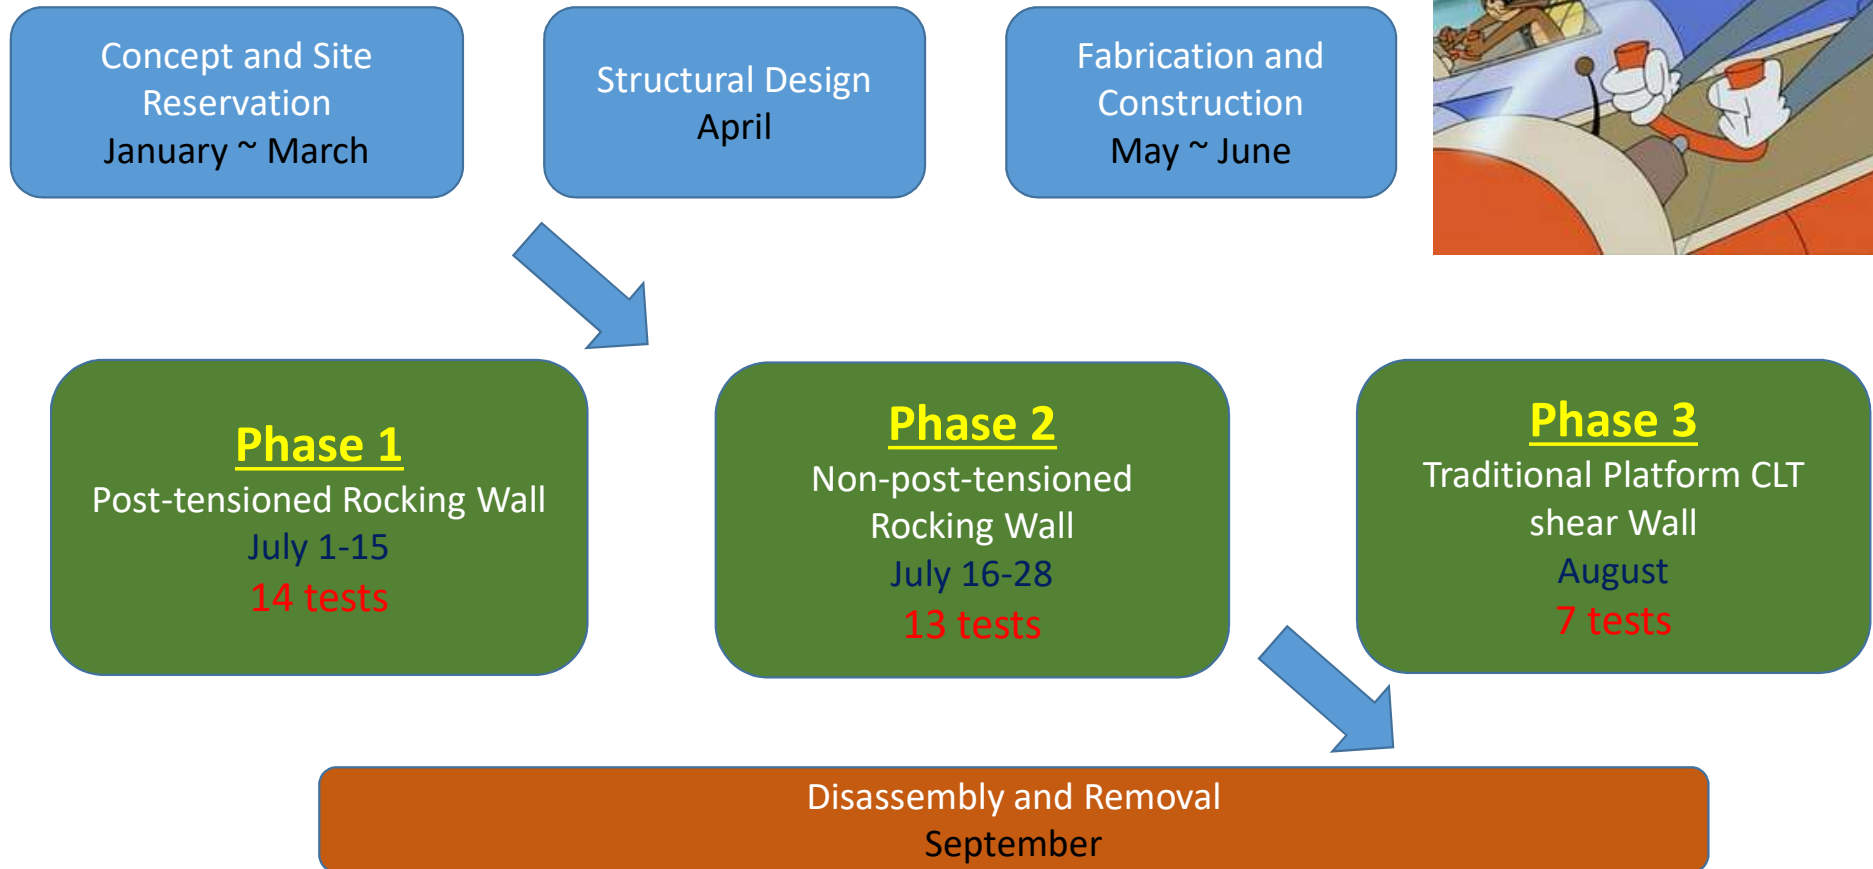 Concept and Site
Reservation
January ~ March
Structural Design
April
Fabrication and
Construction
May ~ June
Phase 1
Post-tensioned Rocking Wall
July 1-15
14 tests
Phase 2
Non-post-tensioned
Rocking Wall
July 16-28
13 tests
Phase 3
Traditional Platform CLT
shear Wall
August
7 tests
Disassembly and Removal
September